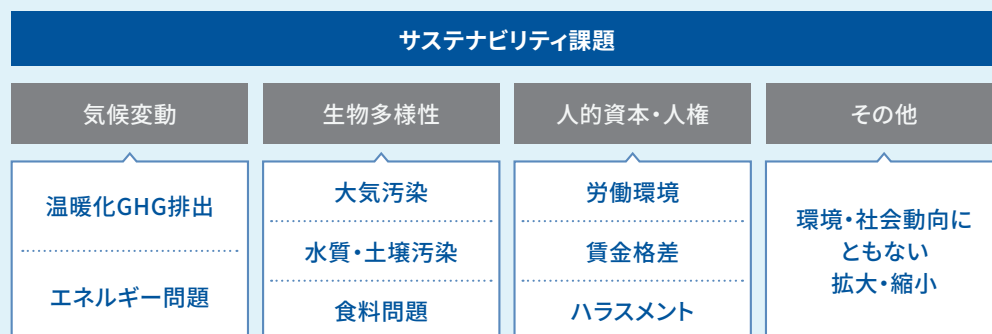 サステナビリティ課題
気候変動
生物多様性
人的資本・人権
その他
温暖化GHG排出
エネルギー問題
大気汚染
水質・土壌汚染
食料問題
労働環境
賃金格差
ハラスメント
環境・社会動向に
ともない
拡大・縮小